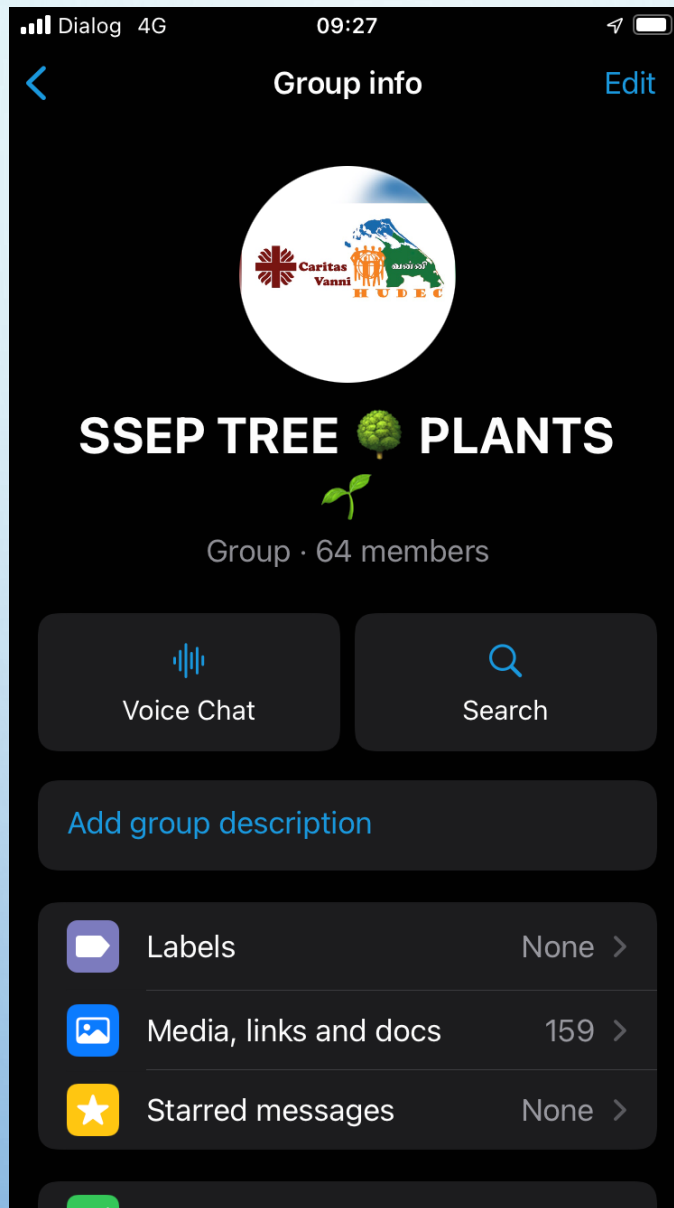 Dialog 4G 09:27
Group info Edit
Caritas
Vanni
வன்னி
HUDEC
SSEP TREE 🌳 PLANTS
🌱
Group · 64 members
Voice Chat Search
Add group description
Labels None
Media, links and docs 159
Starred messages None